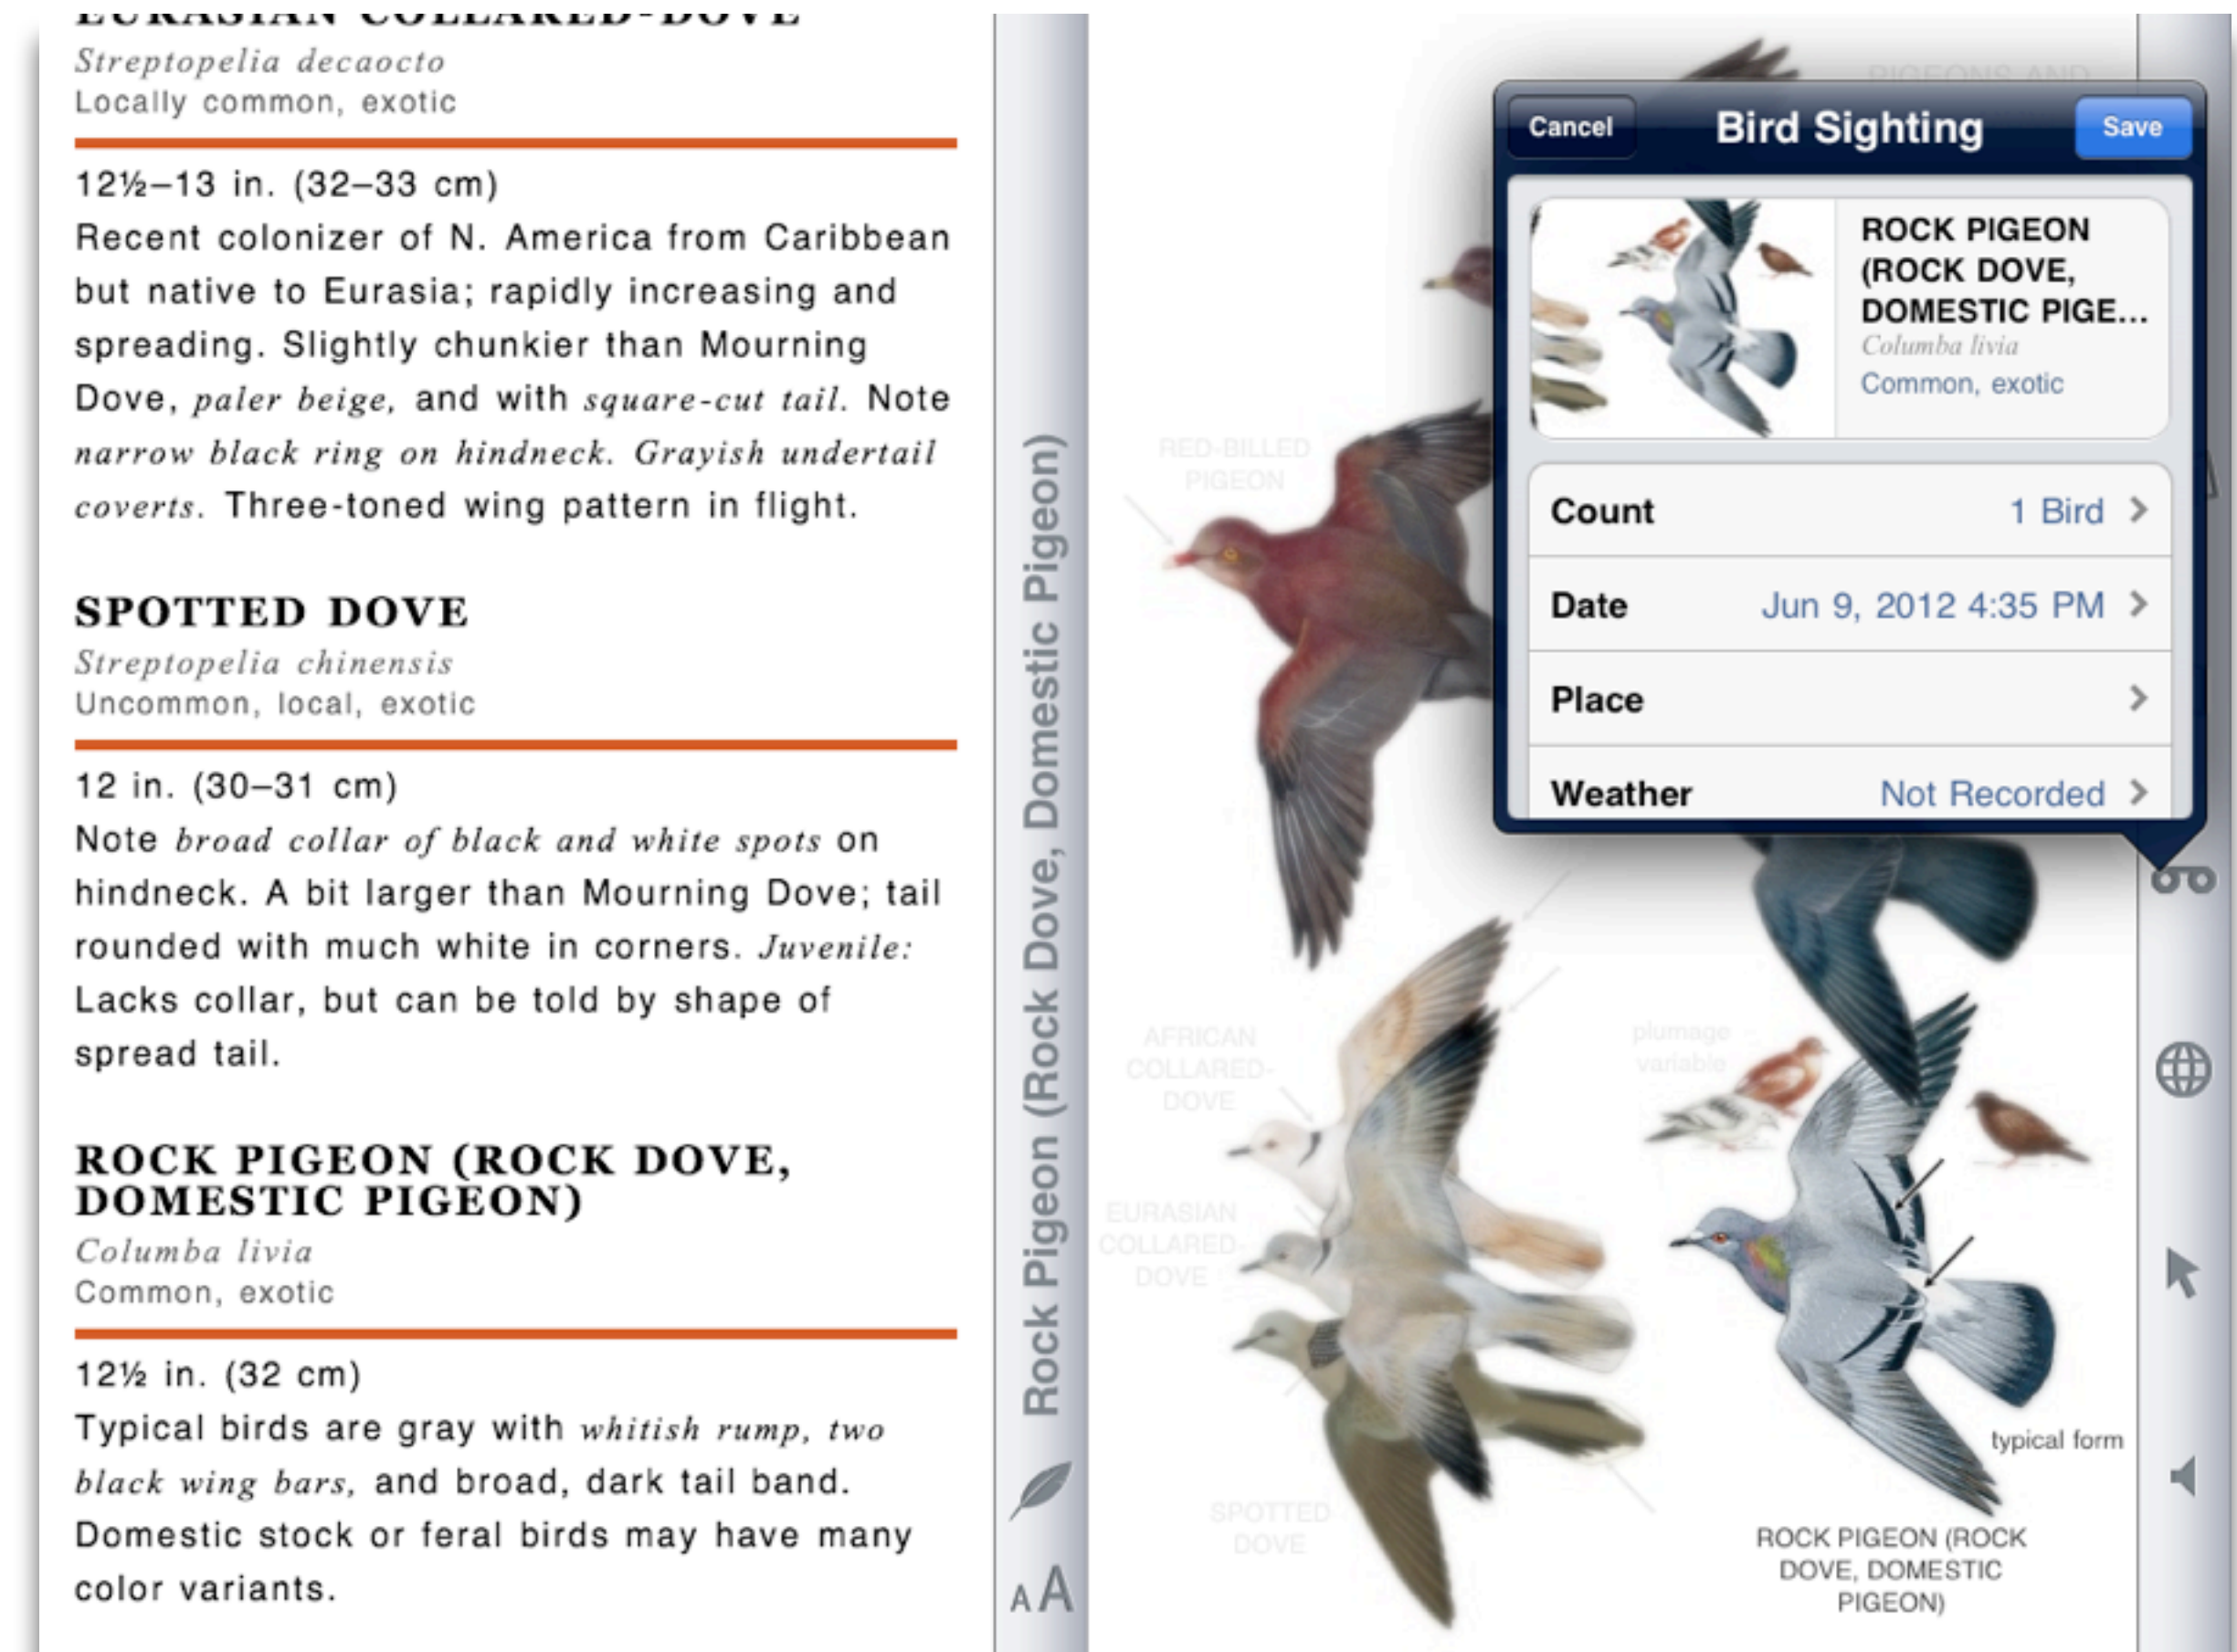 EURASIAN COLLARED-DOVE
Streptopelia decaocto
Locally common, exotic
12½–13 in. (32–33 cm)
Recent colonizer of N. America from Caribbean
but native to Eurasia; rapidly increasing and
spreading. Slightly chunkier than Mourning
Dove, paler beige, and with square-cut tail. Note
narrow black ring on hindneck. Grayish undertail
coverts. Three-toned wing pattern in flight.
SPOTTED DOVE
Streptopelia chinensis
Uncommon, local, exotic
12 in. (30–31 cm)
Note broad collar of black and white spots on
hindneck. A bit larger than Mourning Dove; tail
rounded with much white in corners. Juvenile:
Lacks collar, but can be told by shape of
spread tail.
ROCK PIGEON (ROCK DOVE,
DOMESTIC PIGEON)
Columba livia
Common, exotic
12½ in. (32 cm)
Typical birds are gray with whitish rump, two
black wing bars, and broad, dark tail band.
Domestic stock or feral birds may have many
color variants.
Rock Pigeon (Rock Dove, Domestic Pigeon)
AA
PIGEONS AND
Cancel
Bird Sighting
Save
ROCK PIGEON
(ROCK DOVE,
DOMESTIC PIGE...
Columba livia
Common, exotic
Count 1 Bird
Date Jun 9, 2012 4:35 PM
Place
Weather Not Recorded
RED-BILLED
PIGEON
AFRICAN
COLLARED-
DOVE
plumage
variable
EURASIAN
COLLARED-
DOVE
typical form
SPOTTED
DOVE
ROCK PIGEON (ROCK
DOVE, DOMESTIC
PIGEON)